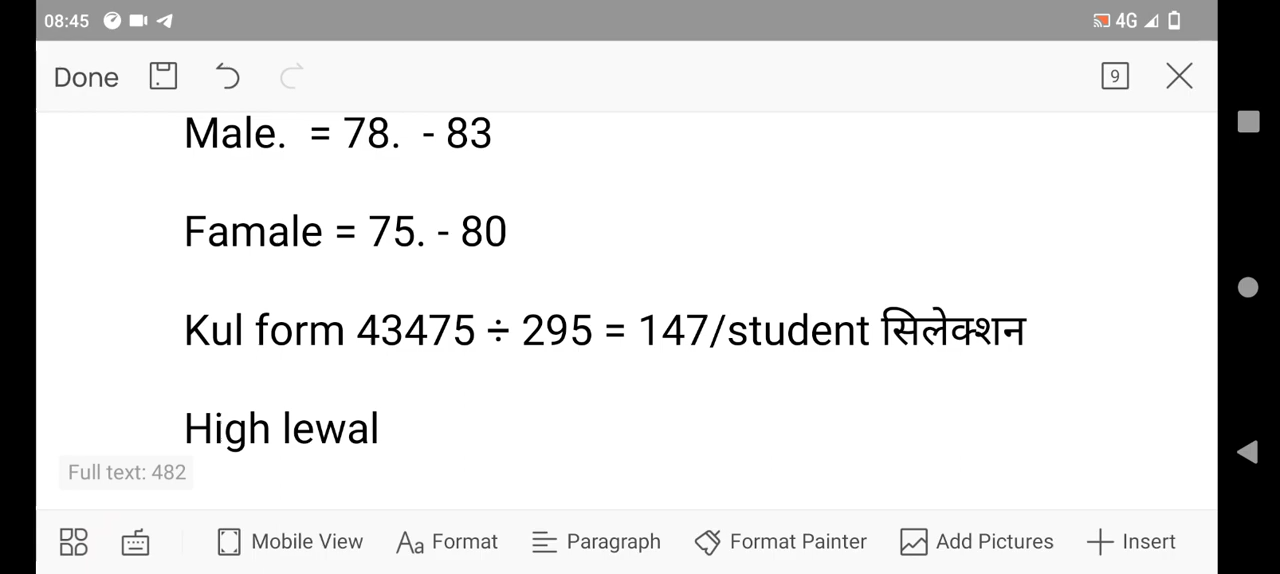 08:45 4G
Done 9
Male. = 78. - 83
Famale = 75. - 80
Kul form 43475 ÷ 295 = 147/student सिलेक्शन
High lewal
Full text: 482
Mobile View Aa Format Paragraph Format Painter Add Pictures Insert